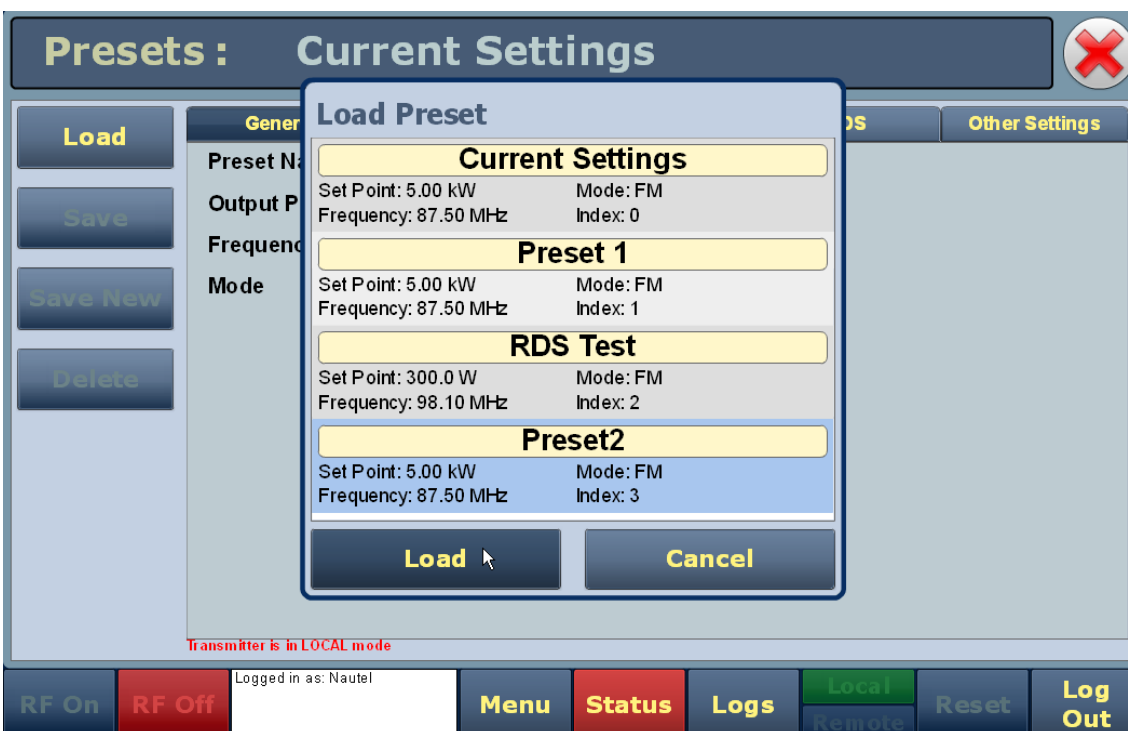 Presets: Current Settings
Load Preset
Load
Save
Save New
Delete
Gener
DS
Other Settings
Preset Na
Output P
Frequenc
Mode
Current Settings
Set Point: 5.00 kW Mode: FM
Frequency: 87.50 MHz Index: 0
Preset 1
Set Point: 5.00 kW Mode: FM
Frequency: 87.50 MHz Index: 1
RDS Test
Set Point: 300.0 W Mode: FM
Frequency: 98.10 MHz Index: 2
Preset2
Set Point: 5.00 kW Mode: FM
Frequency: 87.50 MHz Index: 3
Load Cancel
Transmitter is in LOCAL mode
RF On
RF Off
Logged in as: Nautel
Menu
Status
Logs
Local
Remote
Reset
Log
Out